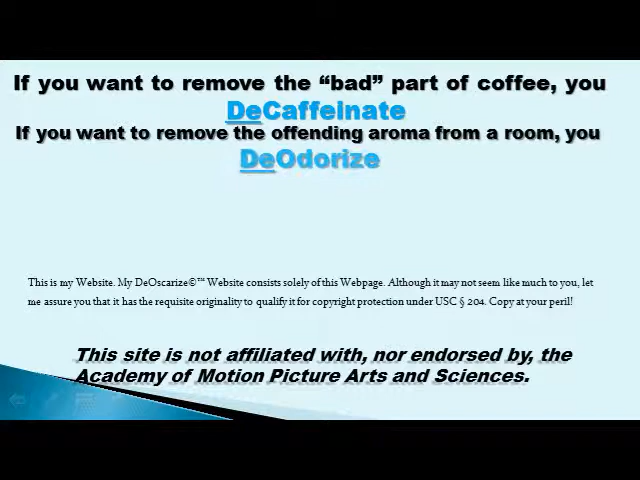 If you want to remove the “bad” part of coffee, you
DeCaffeinate
If you want to remove the offending aroma from a room, you
DeOdorize
This is my Website. My DeOscarize©™ Website consists solely of this Webpage. Although it may not seem like much to you, let
me assure you that it has the requisite originality to qualify it for copyright protection under USC § 204. Copy at your peril!
This site is not affiliated with, nor endorsed by, the
Academy of Motion Picture Arts and Sciences.